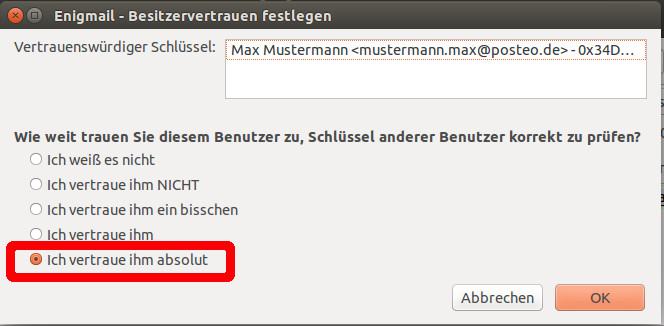 Enigmail - Besitzervertrauen festlegen
Vertrauenswürdiger Schlüssel:
Max Mustermann <mustermann.max@posteo.de> - 0x34D...
Wie weit trauen Sie diesem Benutzer zu, Schlüssel anderer Benutzer korrekt zu prüfen?
Ich weiß es nicht
Ich vertraue ihm NICHT
Ich vertraue ihm ein bisschen
Ich vertraue ihm
Ich vertraue ihm absolut
Abbrechen
OK